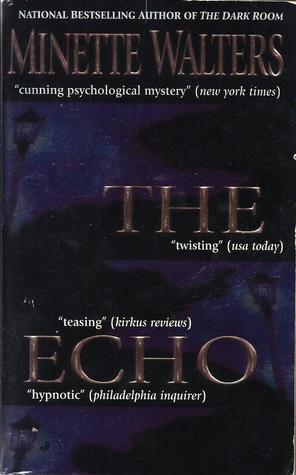 NATIONAL BESTSELLING AUTHOR OF THE DARK ROOM
MINETTE WALTERS
"cunning psychological mystery" (new york times)
THE
"twisting" (usa today)
"teasing" (kirkus reviews)
ECHO
"hypnotic" (philadelphia inquirer)